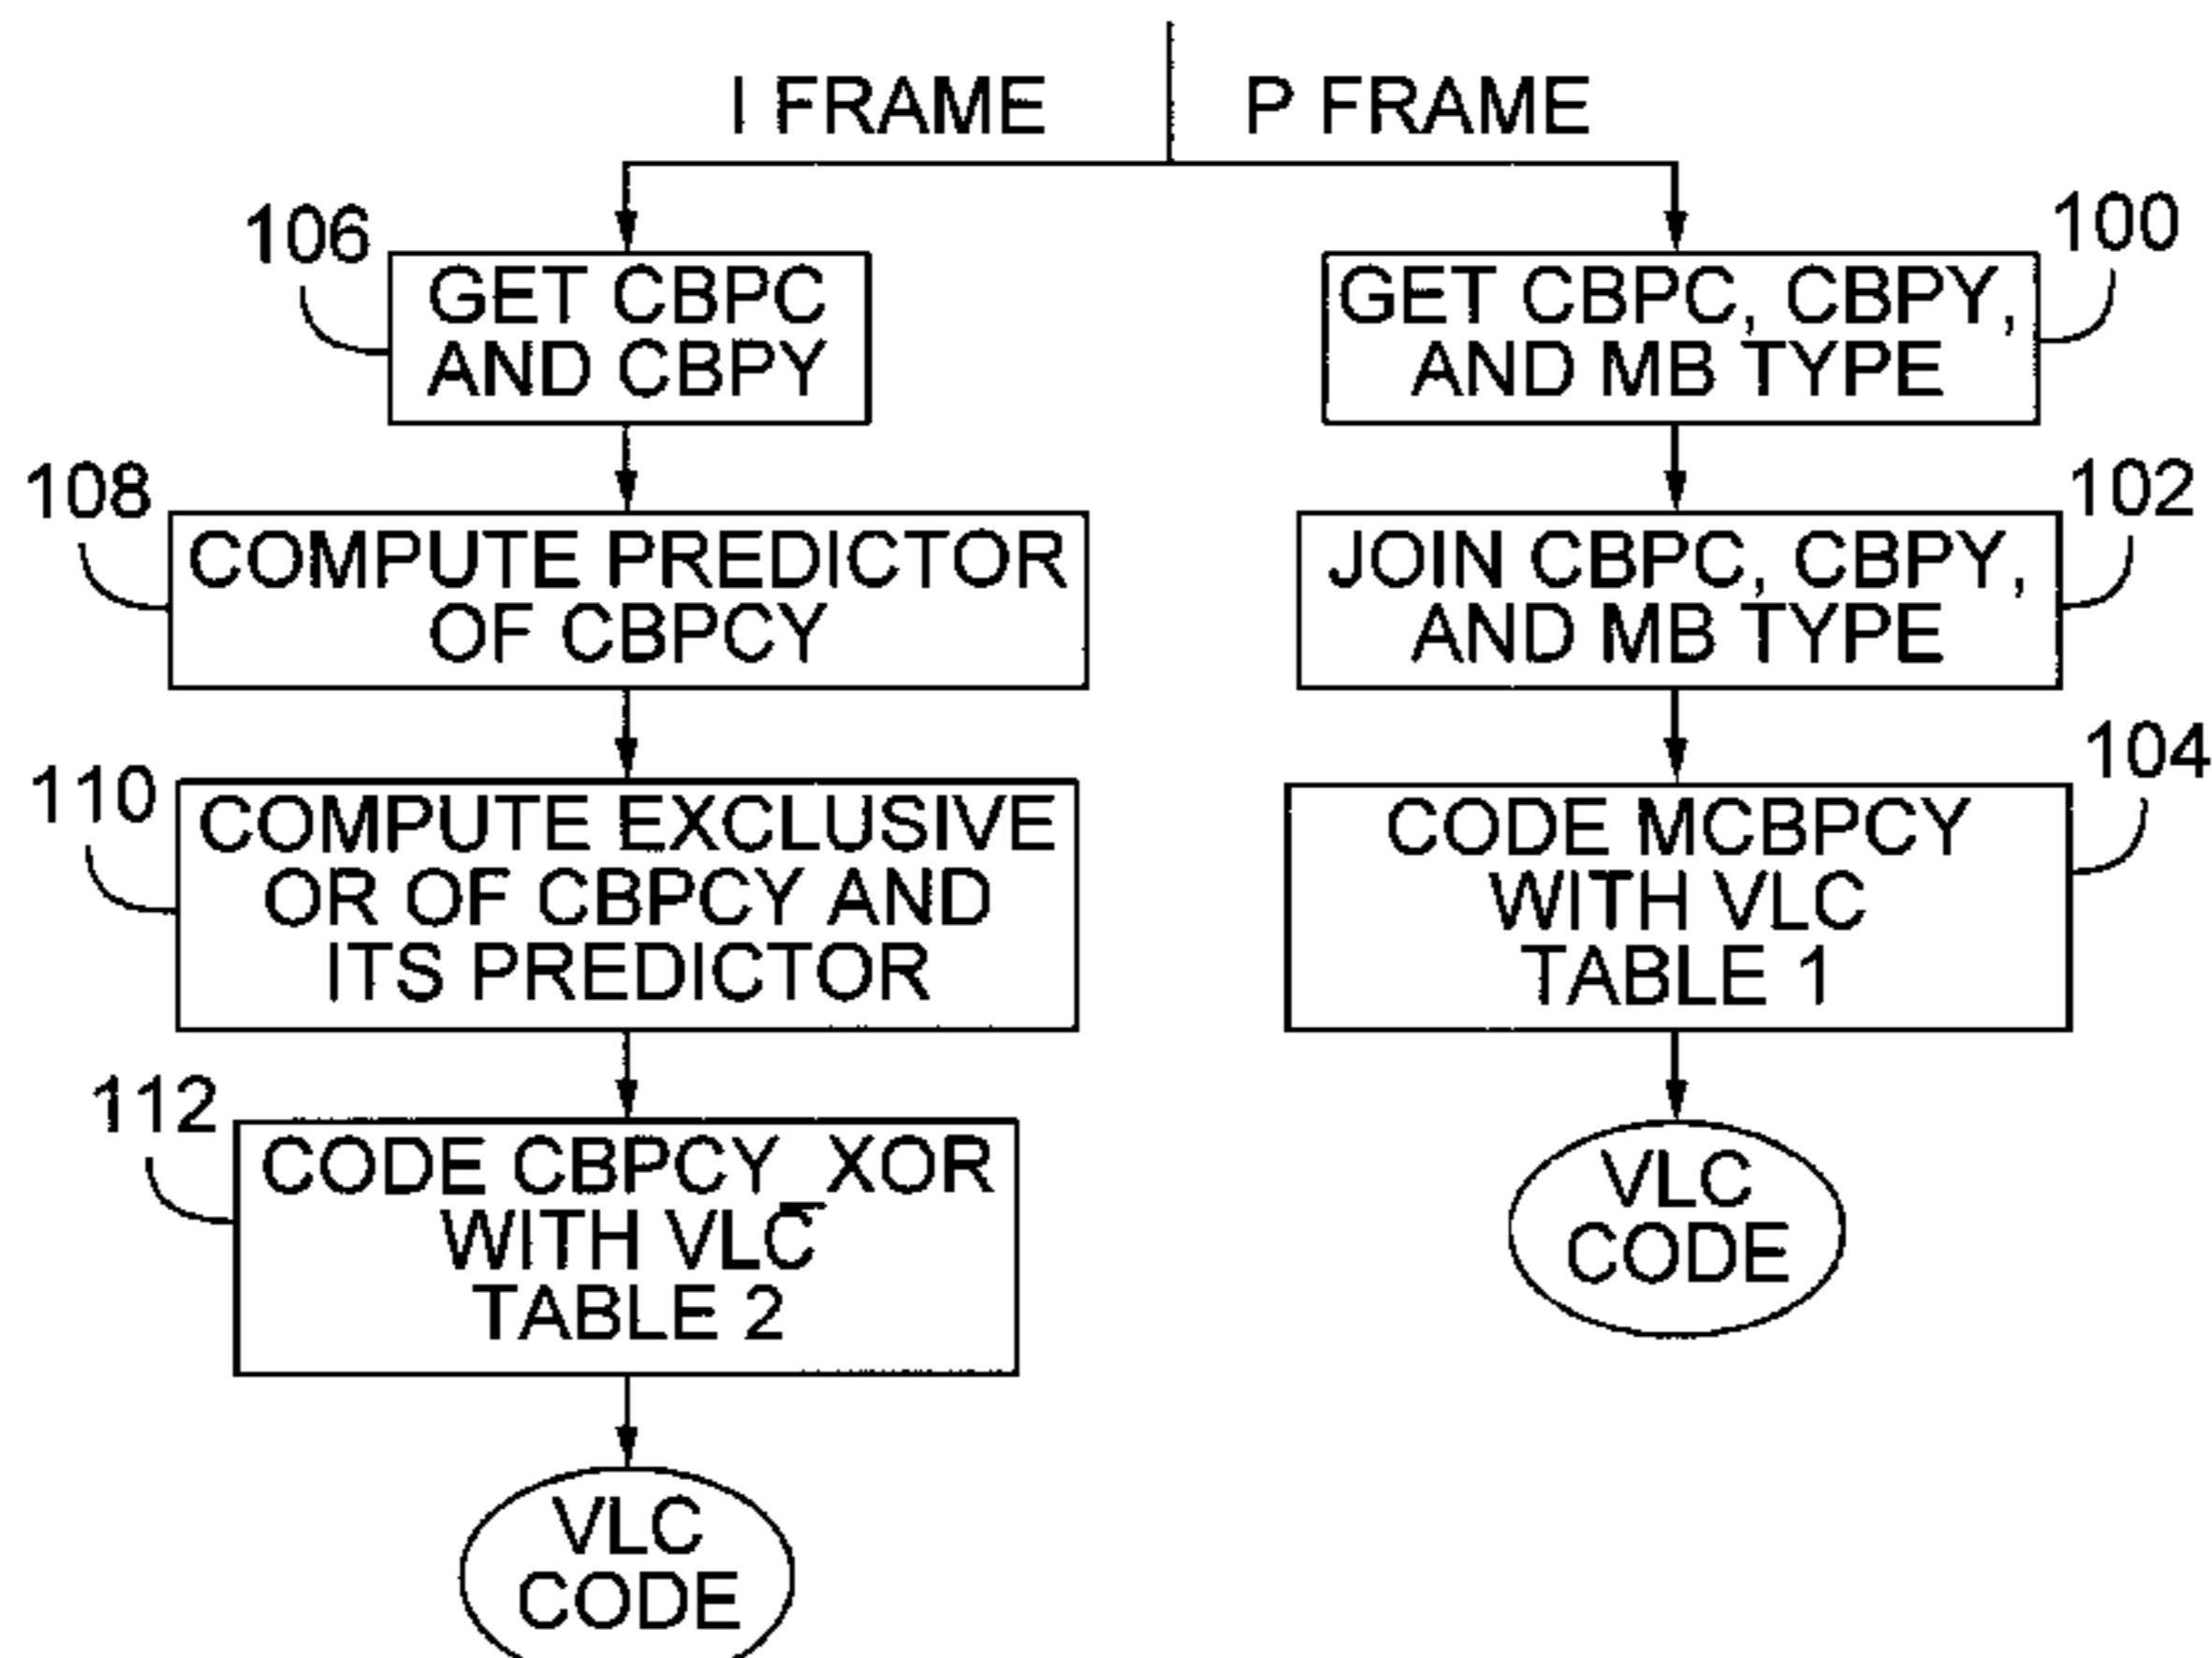 I FRAME
P FRAME
106
GET CBPC
AND CBPY
100
GET CBPC, CBPY,
AND MB TYPE
108
COMPUTE PREDICTOR
OF CBPCY
102
JOIN CBPC, CBPY,
AND MB TYPE
110
COMPUTE EXCLUSIVE
OR OF CBPCY AND
ITS PREDICTOR
104
CODE MCBPCY
WITH VLC
TABLE 1
112
CODE CBPCY_XOR
WITH VLC
TABLE 2
VLC
CODE
VLC
CODE